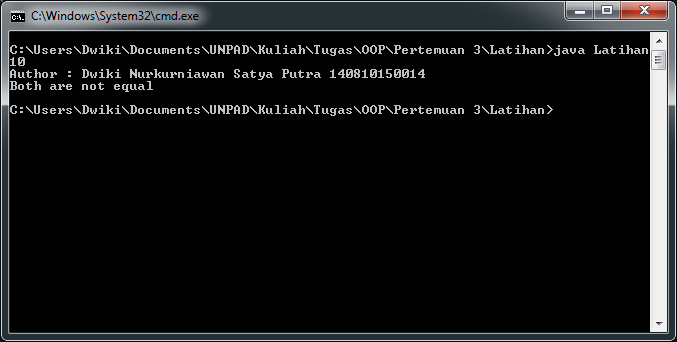 C:\Windows\System32\cmd.exe
C:\Users\Dwiki\Documents\UNPAD\Kuliah\Tugas\OOP\Pertemuan 3\Latihan>java Latihan
10
Author : Dwiki Nurkurniawan Satya Putra 140810150014
Both are not equal
C:\Users\Dwiki\Documents\UNPAD\Kuliah\Tugas\OOP\Pertemuan 3\Latihan>